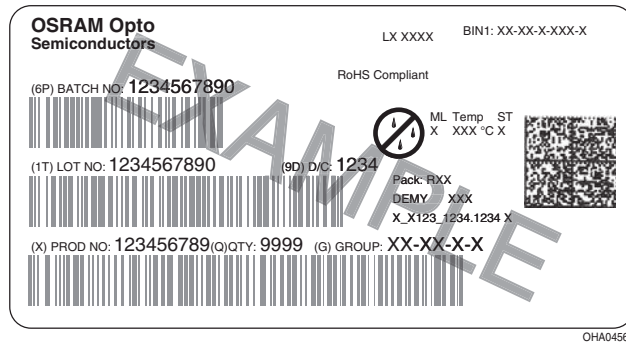 OSRAM Opto
Semiconductors
LX XXXX
BIN1: XX-XX-X-XXX-X
RoHS Compliant
(6P) BATCH NO: 1234567890
ML Temp ST
X XXX °C X
(1T) LOT NO: 1234567890 (9D) D/C: 1234
Pack: RXX
DEMY XXX
X_X123_1234.1234 X
(X) PROD NO: 123456789(Q)QTY: 9999 (G) GROUP: XX-XX-X-X
EXAMPLE